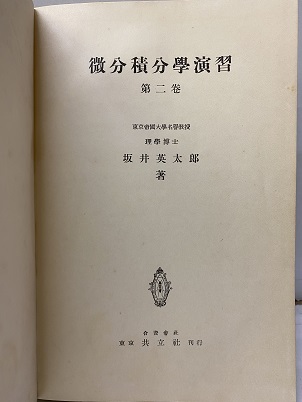 微分積分學演習
第二卷
東京帝國大學名譽教授
理學博士
坂井英太郎
著
合資會社
東京 共立社 刊行